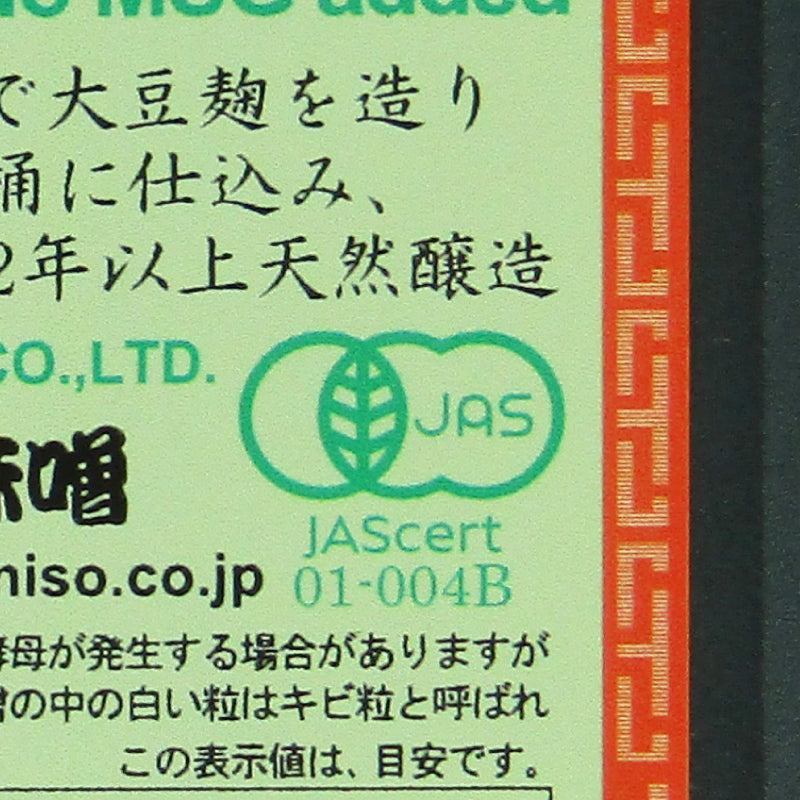 No MSG added
で大豆麹を造り
桶に仕込み、
2年以上天然醸造
CO.,LTD.
JAS
味噌
JAScert
miso.co.jp
01-004B
酵母が発生する場合がありますが
噌の中の白い粒はキビ粒と呼ばれ
この表示値は、目安です。